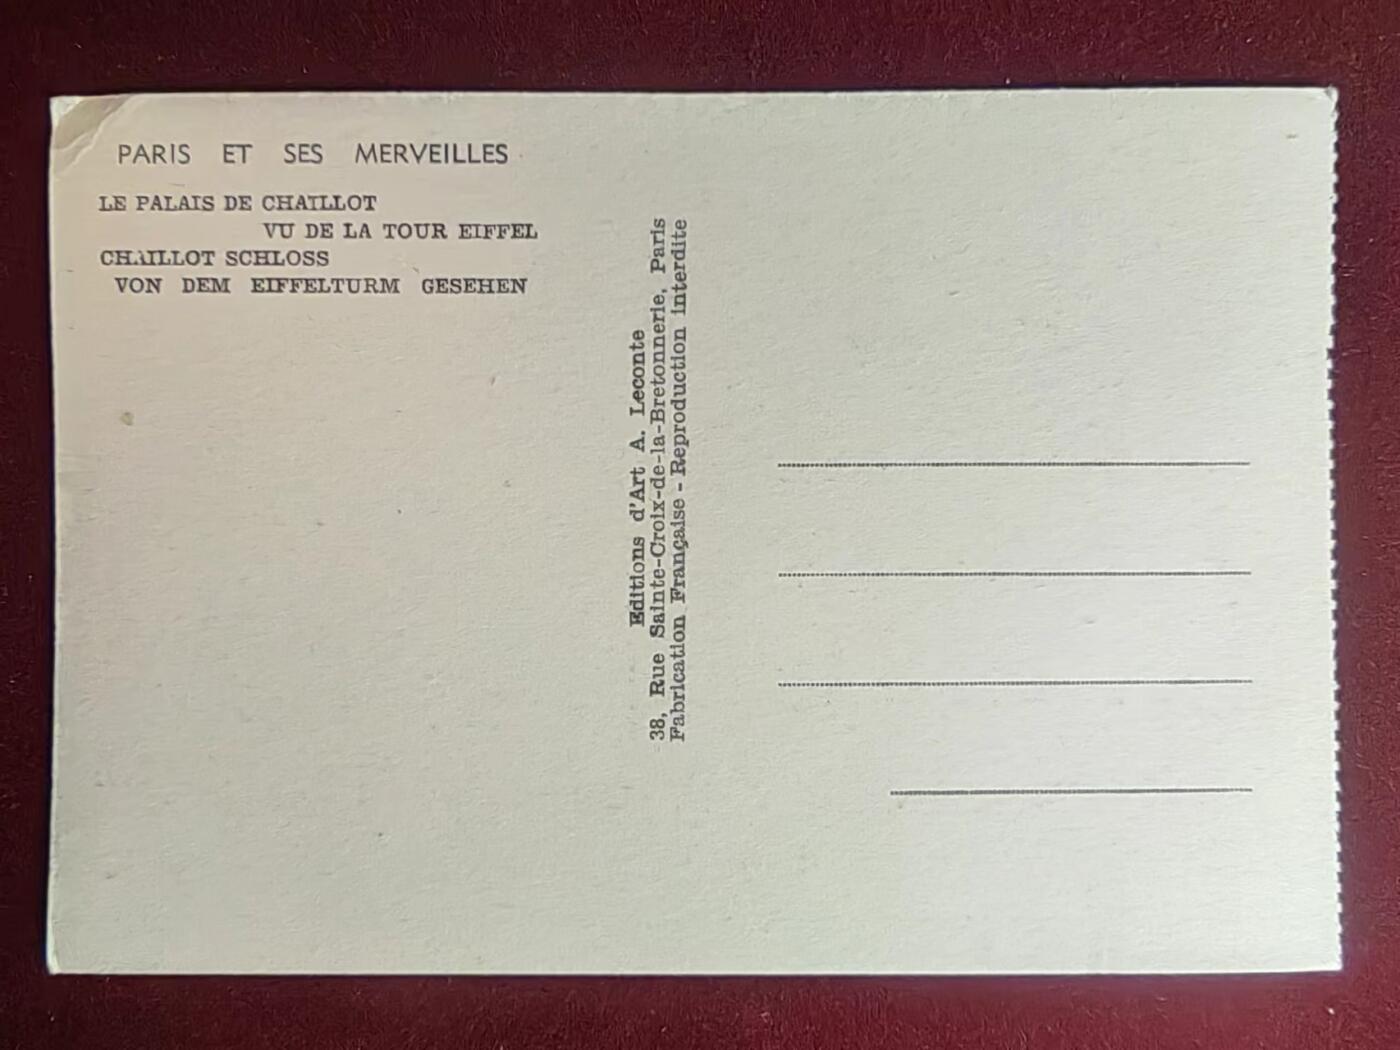 PARIS ET SES MERVEILLES
LE PALAIS DE CHAILLOT
VU DE LA TOUR EIFFEL
CHAILLOT SCHLOSS
VON DEM EIFFELTURM GESEHEN
Editions d'Art A. Leconte
38, Rue Sainte-Croix-de-la-Bretonnerie, Paris
Fabrication Française - Reproduction interdite